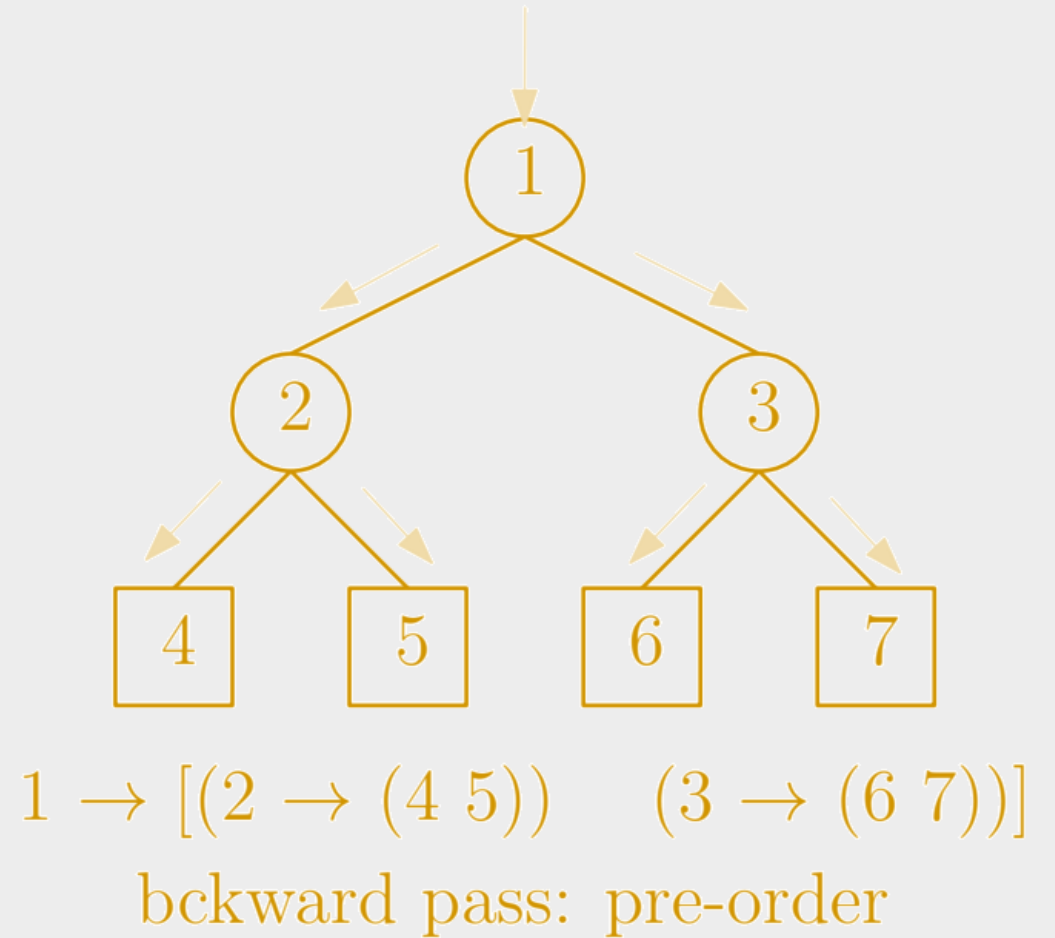 1
2 3
4 5 6 7
1 → [(2 → (4 5)) (3 → (6 7))]
bckward pass: pre-order